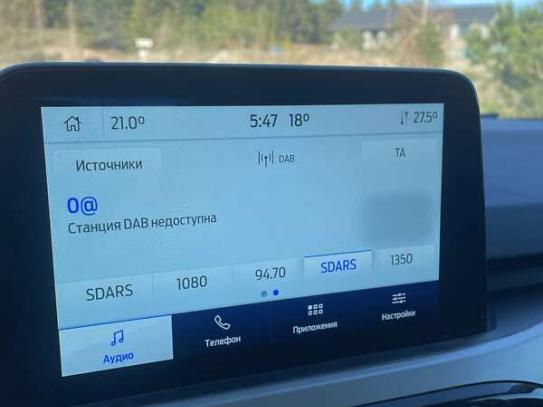 21.0° 5:47 18° 27.5°
Источники DAB TA
0@
Станция DAB недоступна
SDARS 1080 94.70 SDARS 1350
Аудио Телефон Приложения Настройки